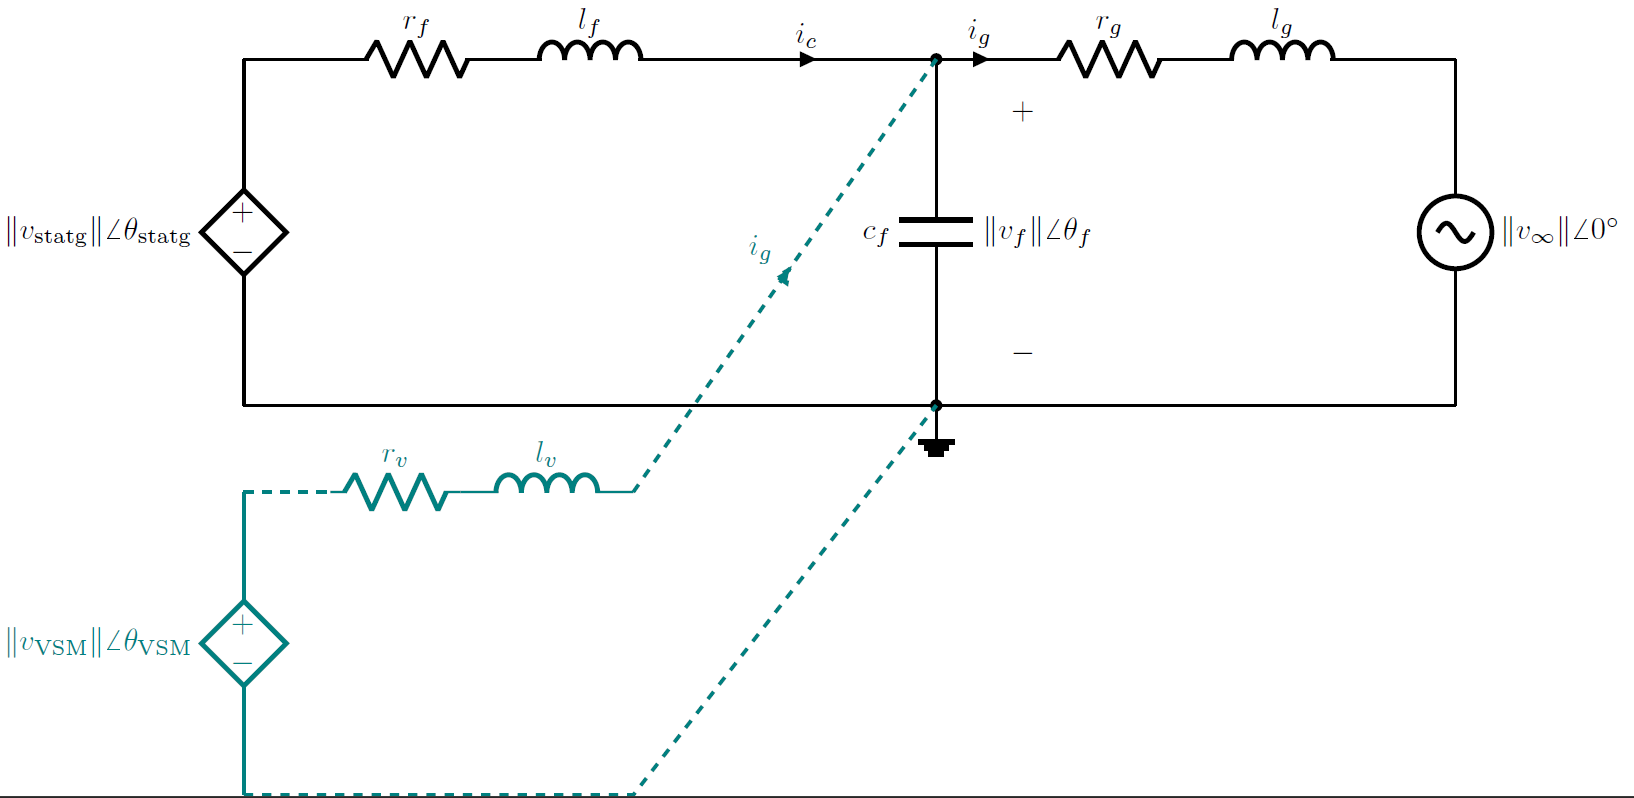 r_f
l_f
i_c
i_g
r_g
l_g
+
+
−
‖v_statg‖∠θ_statg
c_f
‖v_f‖∠θ_f
‖v_∞‖∠0°
i_g
−
r_v
l_v
+
−
‖v_VSM‖∠θ_VSM